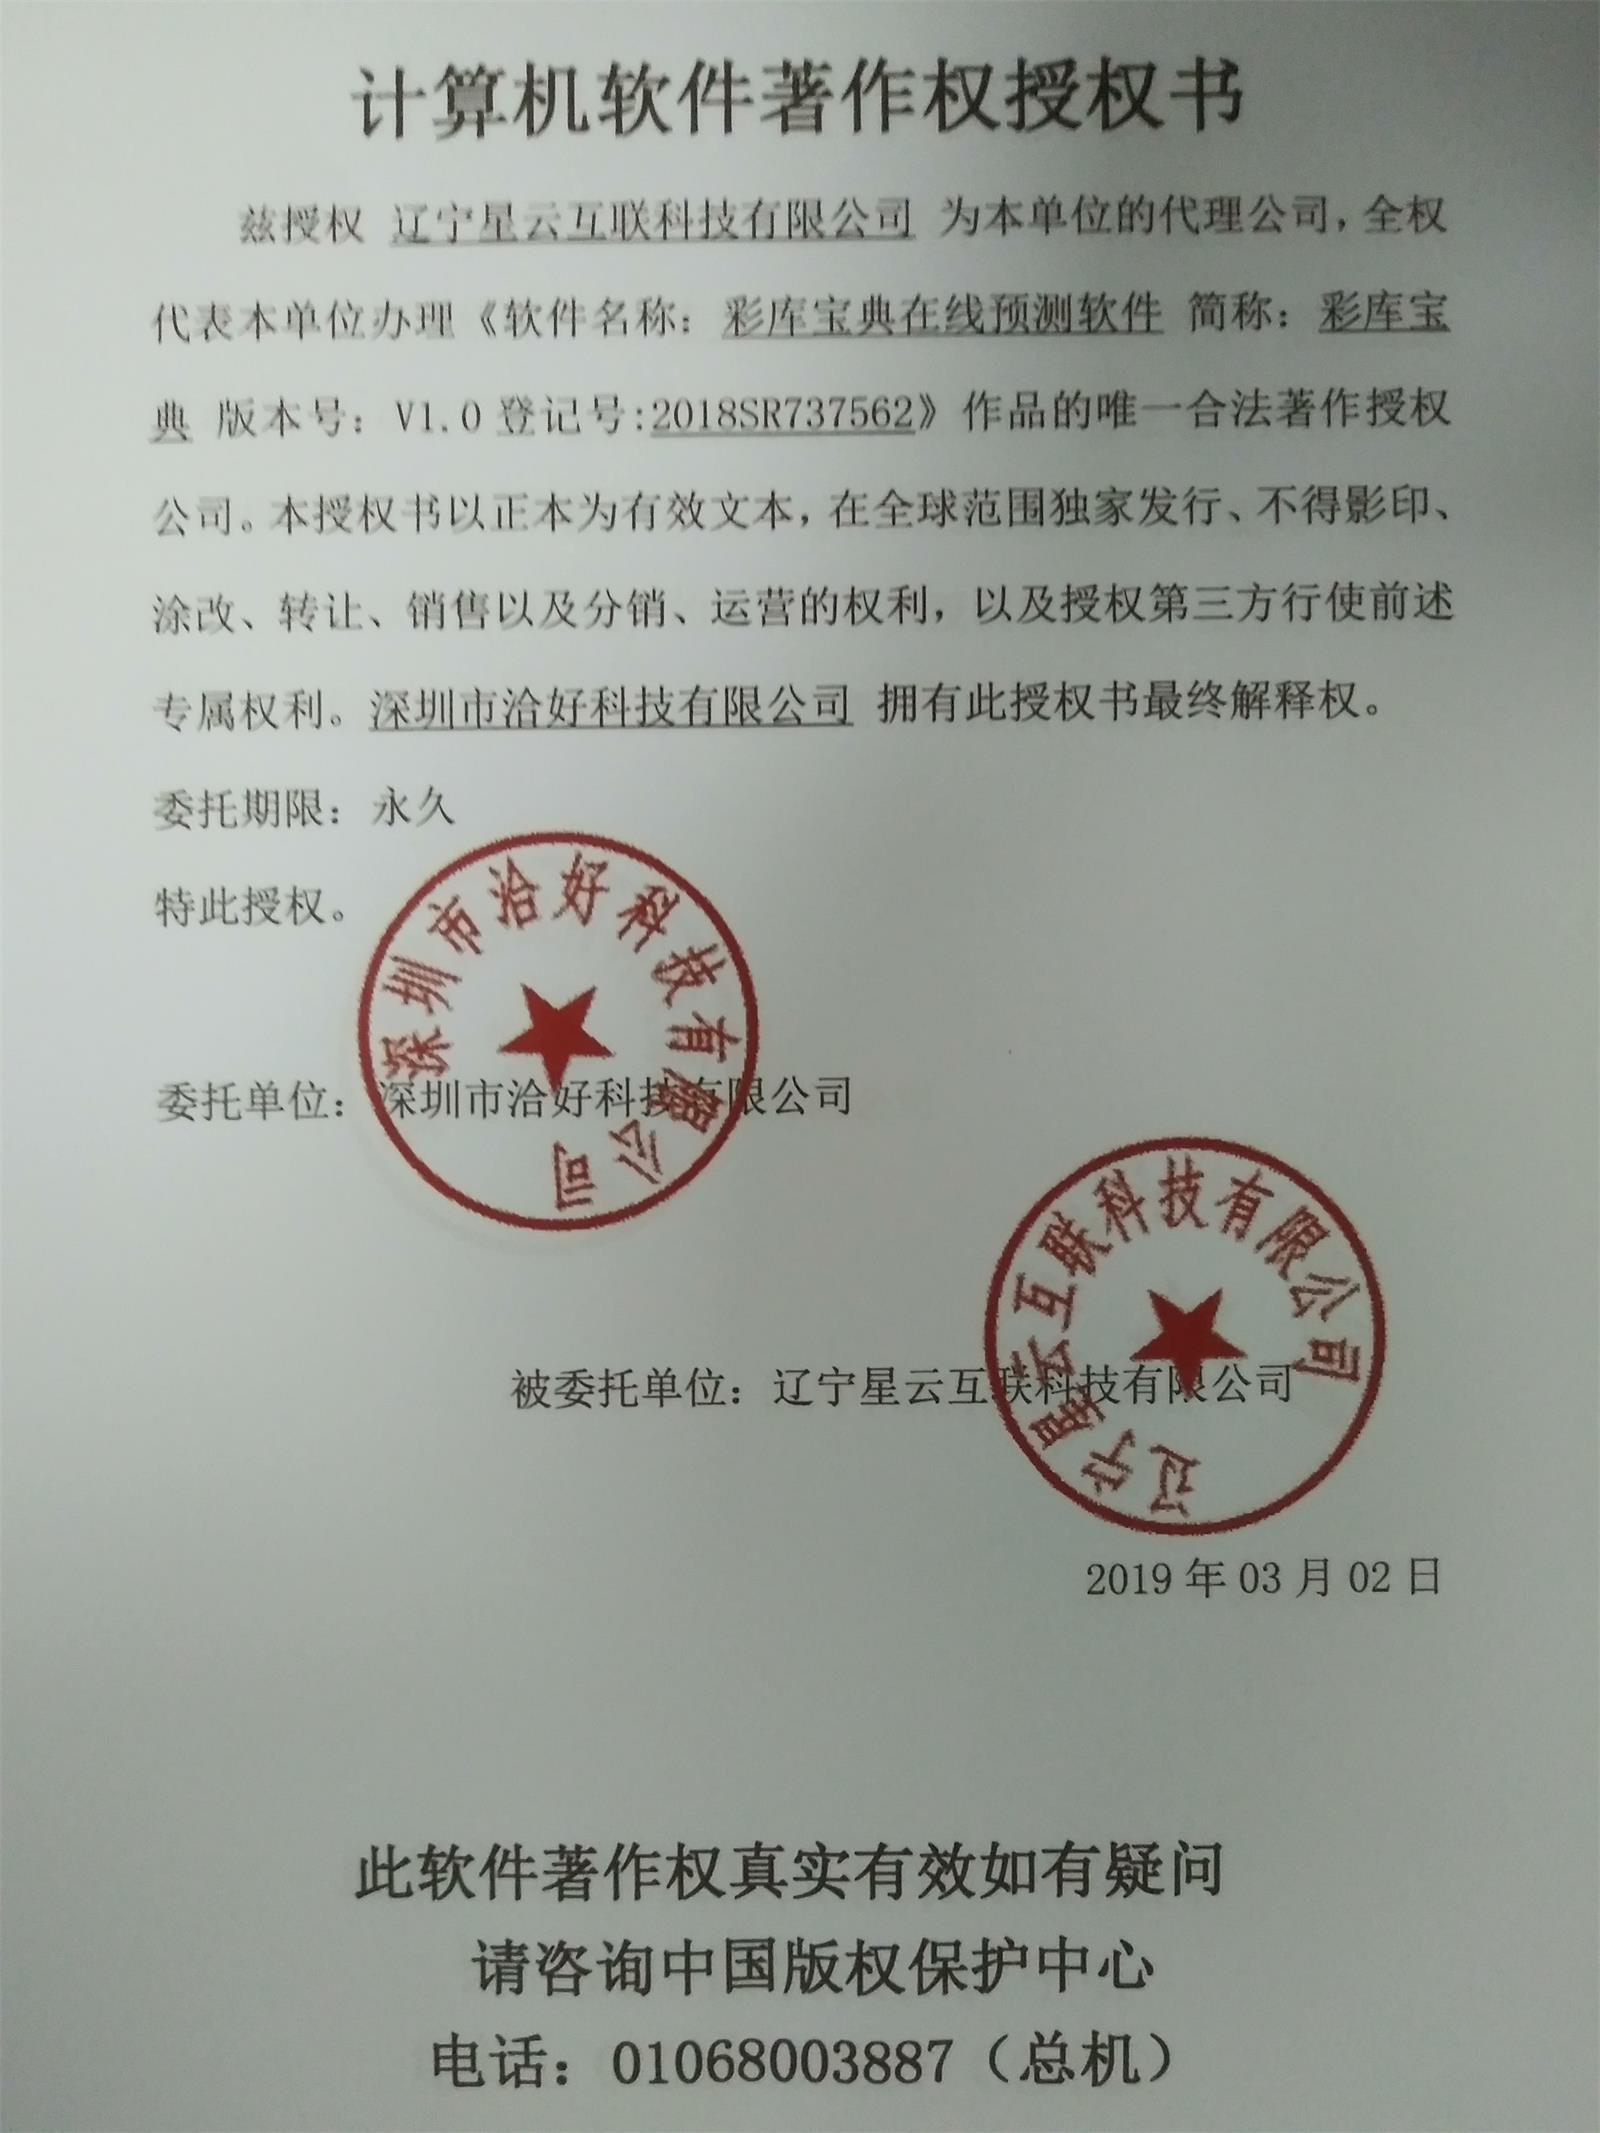 计算机软件著作权授权书
兹授权 辽宁星云互联科技有限公司 为本单位的代理公司，全权
代表本单位办理《软件名称：彩库宝典在线预测软件 简称：彩库宝
典 版本号：V1.0 登记号:2018SR737562》作品的唯一合法著作授权
公司。本授权书以正本为有效文本，在全球范围独家发行、不得影印、
涂改、转让、销售以及分销、运营的权利，以及授权第三方行使前述
专属权利。深圳市洽好科技有限公司 拥有此授权书最终解释权。
委托期限：永久
特此授权。
深圳市洽好科技有限公司
委托单位：深圳市洽好科技有限公司
辽宁星云互联科技有限公司
被委托单位：辽宁星云互联科技有限公司
2019 年 03 月 02 日
此软件著作权真实有效如有疑问
请咨询中国版权保护中心
电话：01068003887（总机）